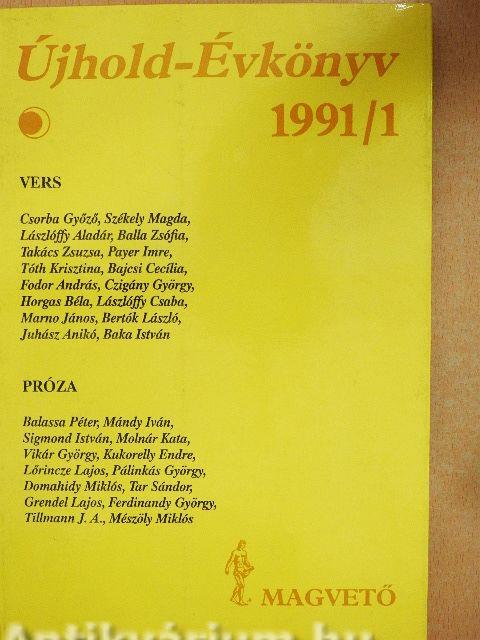 Újhold-Évkönyv
1991/1
VERS
Csorba Győző, Székely Magda,
Lászlóffy Aladár, Balla Zsófia,
Takács Zsuzsa, Payer Imre,
Tóth Krisztina, Bajcsi Cecília,
Fodor András, Czigány György,
Horgas Béla, Lászlóffy Csaba,
Marno János, Bertók László,
Juhász Anikó, Baka István
PRÓZA
Balassa Péter, Mándy Iván,
Sigmond István, Molnár Kata,
Vikár György, Kukorelly Endre,
Lőrincze Lajos, Pálinkás György,
Domahidy Miklós, Tar Sándor,
Grendel Lajos, Ferdinandy György,
Tillmann J. A., Mészöly Miklós
MAGVETŐ
Antikvárium.hu